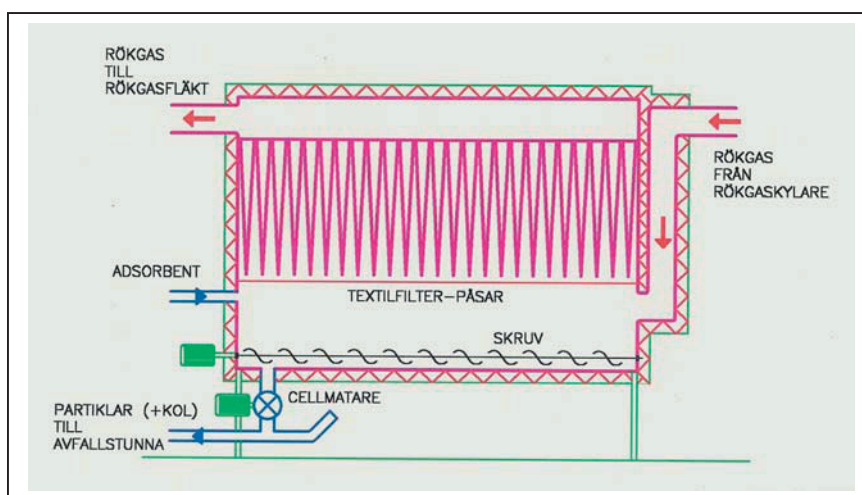 RÖKGAS
TILL
RÖKGASFLÄKT
RÖKGAS
FRÅN
RÖKGASKYLARE
ADSORBENT
TEXTILFILTER-PÅSAR
SKRUV
CELLMATARE
PARTIKLAR (+KOL)
TILL
AVFALLSTUNNA